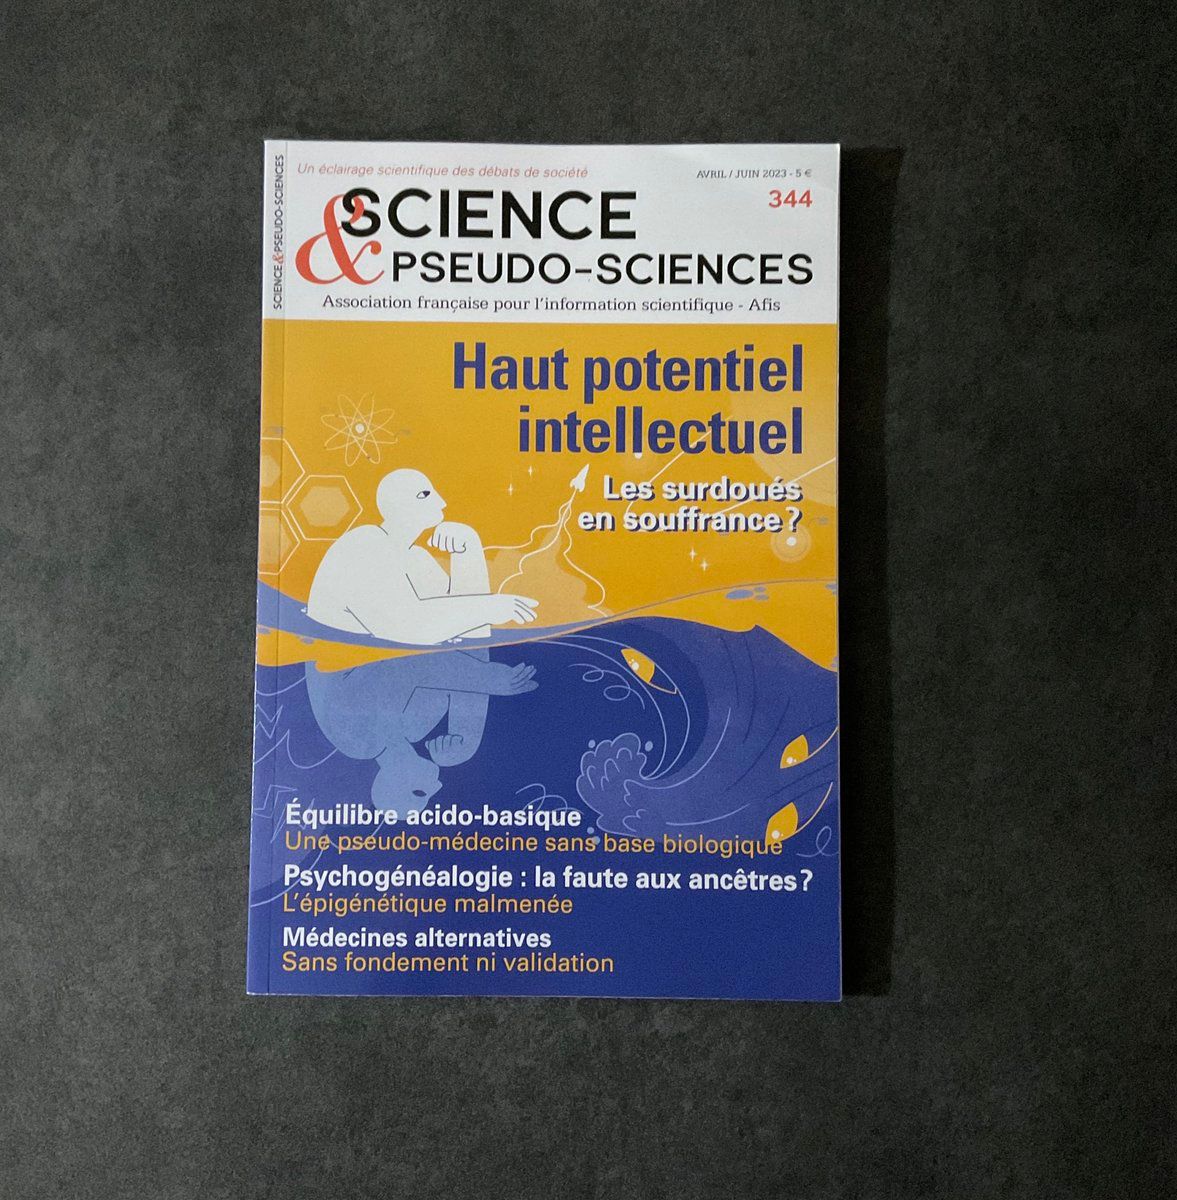 SCIENCE & PSEUDO-SCIENCES
Un éclairage scientifique des débats de société
AVRIL / JUIN 2023 - 5 €
344
SCIENCE
& PSEUDO-SCIENCES
Association française pour l'information scientifique - Afis
Haut potentiel
intellectuel
Les surdoués
en souffrance ?
Équilibre acido-basique
Une pseudo-médecine sans base biologique
Psychogénéalogie : la faute aux ancêtres ?
L'épigénétique malmenée
Médecines alternatives
Sans fondement ni validation